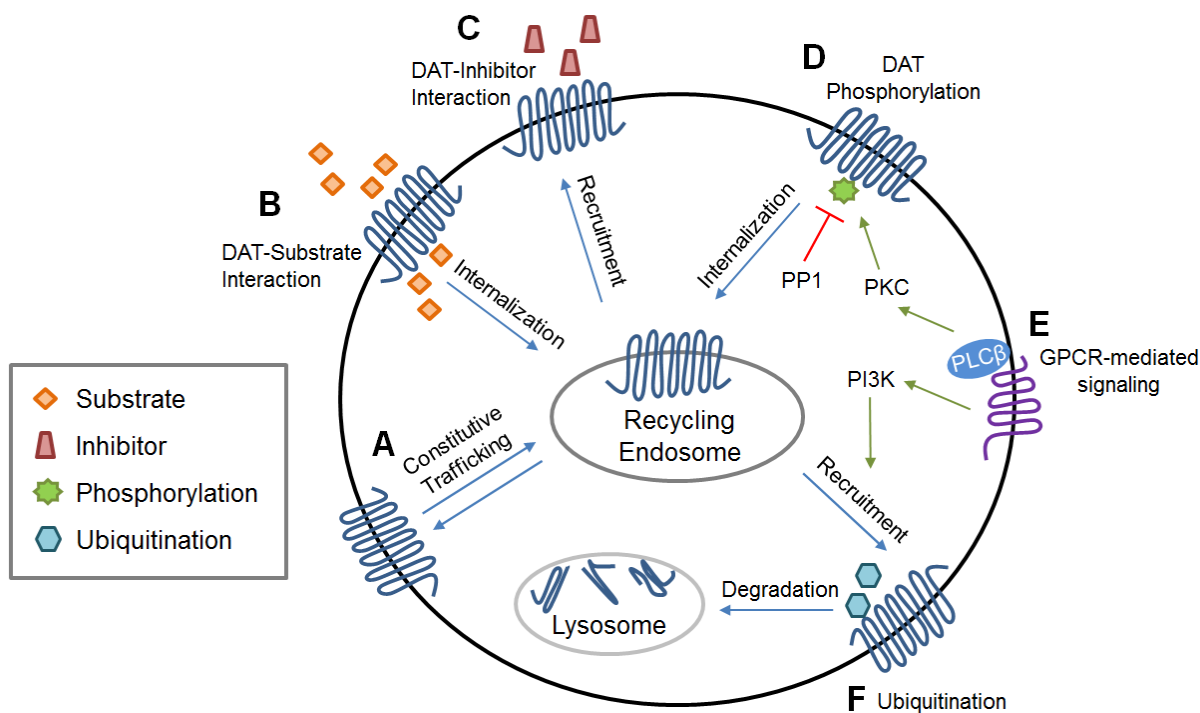 C
DAT-Inhibitor
Interaction
D
DAT
Phosphorylation
B
DAT-Substrate
Interaction
Recruitment
Internalization
Internalization
PP1
PKC
E
GPCR-mediated
signaling
PLCβ
PI3K
Recycling
Endosome
Substrate
Inhibitor
Phosphorylation
Ubiquitination
A
Constitutive
Trafficking
Recruitment
Degradation
Lysosome
F
Ubiquitination